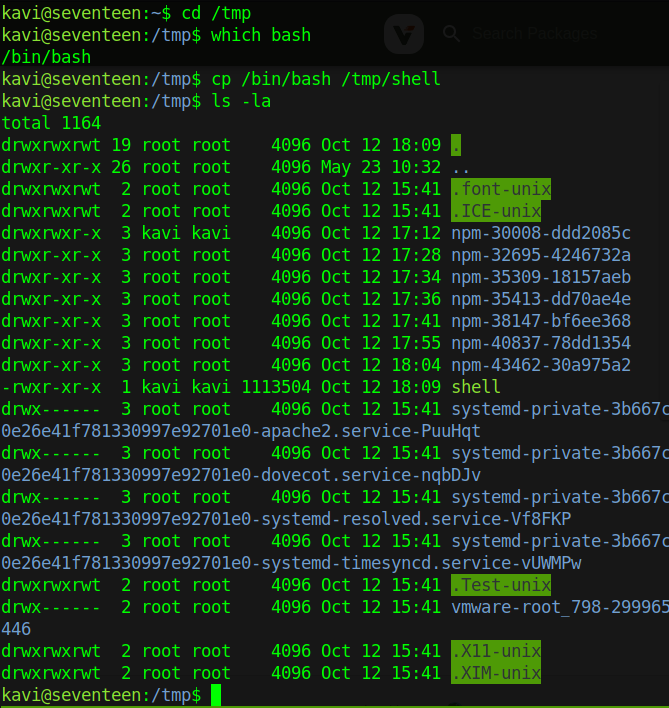 kavi@seventeen:~$ cd /tmp
kavi@seventeen:/tmp$ which bash
Search Packages
/bin/bash
kavi@seventeen:/tmp$ cp /bin/bash /tmp/shell
kavi@seventeen:/tmp$ ls -la
total 1164
drwxrwxrwt 19 root root    4096 Oct 12 18:09 .
drwxr-xr-x 26 root root    4096 May 23 10:32 ..
drwxrwxrwt  2 root root    4096 Oct 12 15:41 .font-unix
drwxrwxrwt  2 root root    4096 Oct 12 15:41 .ICE-unix
drwxrwxr-x  3 kavi kavi    4096 Oct 12 17:12 npm-30008-ddd2085c
drwxr-xr-x  3 root root    4096 Oct 12 17:28 npm-32695-4246732a
drwxr-xr-x  3 root root    4096 Oct 12 17:34 npm-35309-18157aeb
drwxr-xr-x  3 root root    4096 Oct 12 17:36 npm-35413-dd70ae4e
drwxr-xr-x  3 root root    4096 Oct 12 17:41 npm-38147-bf6ee368
drwxr-xr-x  3 root root    4096 Oct 12 17:55 npm-40837-78dd1354
drwxr-xr-x  3 root root    4096 Oct 12 18:04 npm-43462-30a975a2
-rwxr-xr-x  1 kavi kavi 1113504 Oct 12 18:09 shell
drwx------  3 root root    4096 Oct 12 15:41 systemd-private-3b667c
0e26e41f781330997e92701e0-apache2.service-PuuHqt
drwx------  3 root root    4096 Oct 12 15:41 systemd-private-3b667c
0e26e41f781330997e92701e0-dovecot.service-nqbDJv
drwx------  3 root root    4096 Oct 12 15:41 systemd-private-3b667c
0e26e41f781330997e92701e0-systemd-resolved.service-Vf8FKP
drwx------  3 root root    4096 Oct 12 15:41 systemd-private-3b667c
0e26e41f781330997e92701e0-systemd-timesyncd.service-vUWMPw
drwxrwxrwt  2 root root    4096 Oct 12 15:41 .Test-unix
drwx------  2 root root    4096 Oct 12 15:41 vmware-root_798-299965
446
drwxrwxrwt  2 root root    4096 Oct 12 15:41 .X11-unix
drwxrwxrwt  2 root root    4096 Oct 12 15:41 .XIM-unix
kavi@seventeen:/tmp$